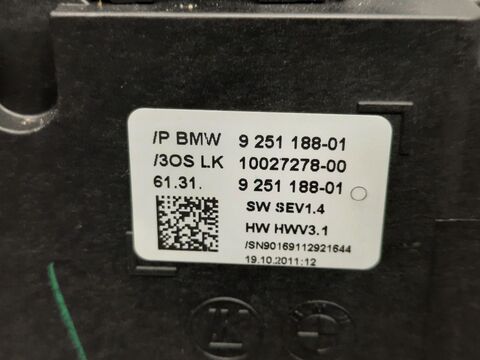 /P BMW 9 251 188-01
/3OS LK 10027278-00
61.31. 9 251 188-01
SW SEV1.4
HW HWV3.1
/SN90169112921644
19.10.2011:12